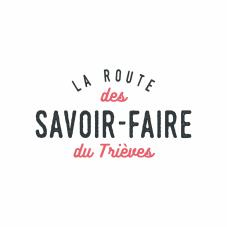 LA ROUTE
des
SAVOIR-FAIRE
du Trièves